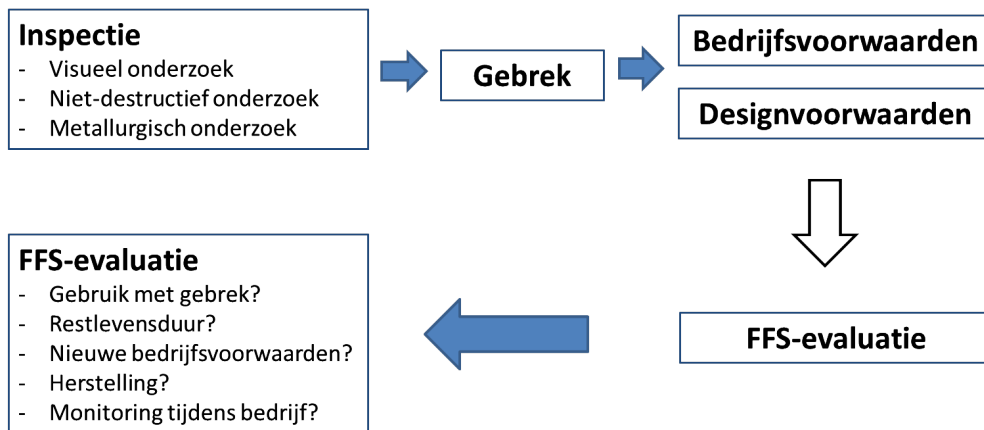 Inspectie
- Visueel onderzoek
- Niet-destructief onderzoek
- Metallurgisch onderzoek
Gebrek
Bedrijfsvoorwaarden
Designvoorwaarden
FFS-evaluatie
FFS-evaluatie
- Gebruik met gebrek?
- Restlevensduur?
- Nieuwe bedrijfsvoorwaarden?
- Herstelling?
- Monitoring tijdens bedrijf?